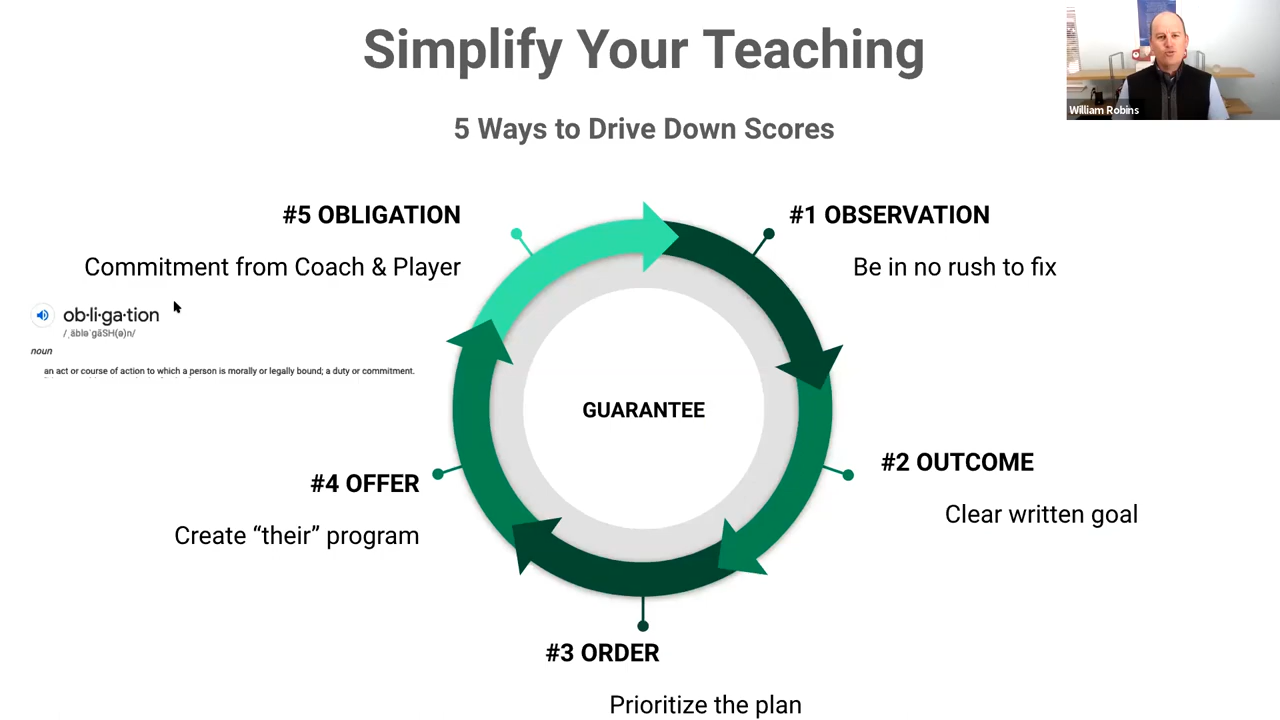 Simplify Your Teaching
William Robins
5 Ways to Drive Down Scores
#5 OBLIGATION
Commitment from Coach & Player
ob·li·ga·tion
/ˌäbləˈɡāSH(ə)n/
noun
an act or course of action to which a person is morally or legally bound; a duty or commitment.
#1 OBSERVATION
Be in no rush to fix
GUARANTEE
#2 OUTCOME
Clear written goal
#4 OFFER
Create “their” program
#3 ORDER
Prioritize the plan